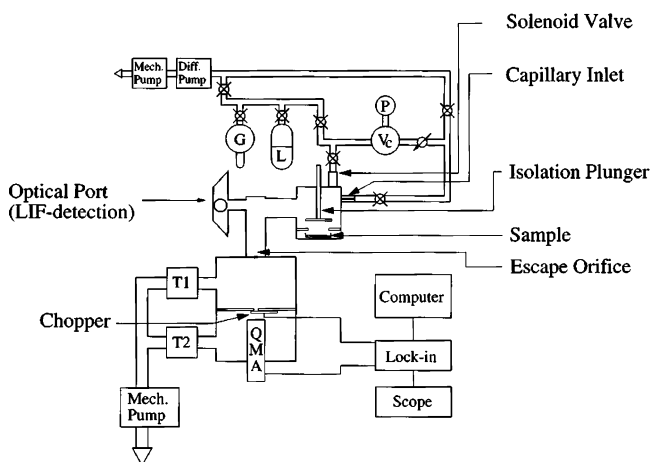 Solenoid Valve
Mech.
Pump
Diff.
Pump
Capillary Inlet
P
G
L
Vc
Isolation Plunger
Optical Port
(LIF-detection)
Sample
Escape Orifice
T1
Computer
Chopper
QMA
T2
Lock-in
Mech.
Pump
Scope